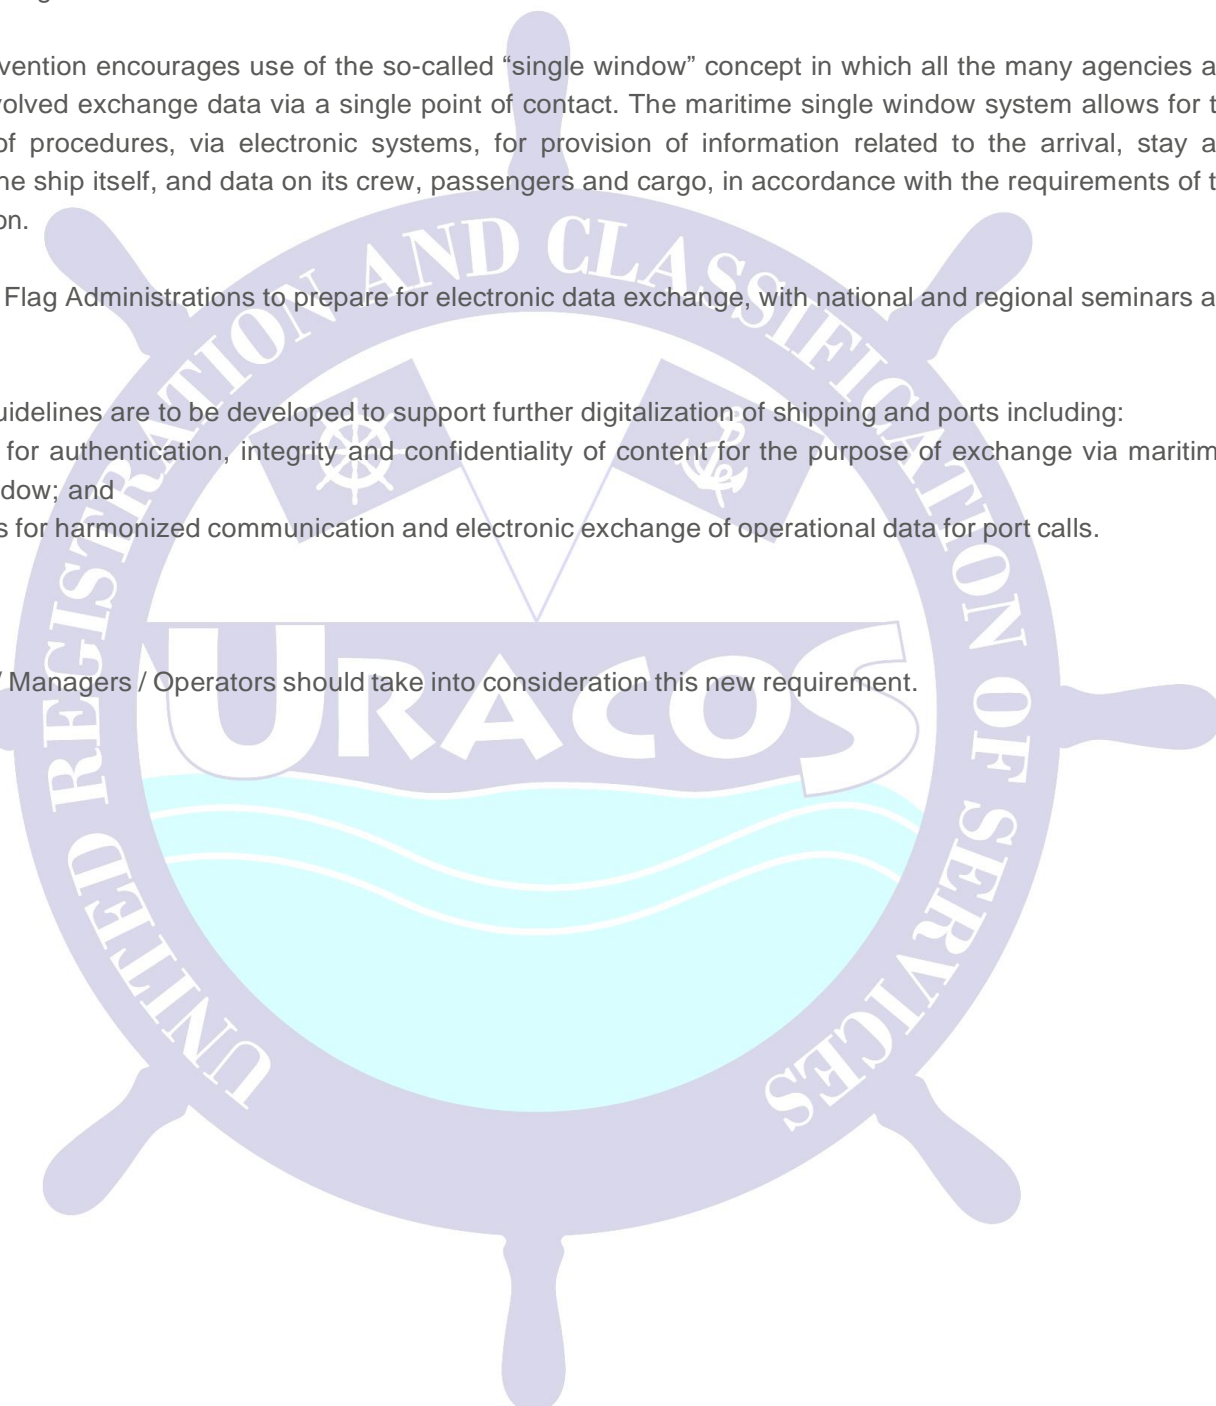 vention encourages use of the so-called “single window” concept in which all the many agencies a
volved exchange data via a single point of contact. The maritime single window system allows for t
of procedures, via electronic systems, for provision of information related to the arrival, stay a
he ship itself, and data on its crew, passengers and cargo, in accordance with the requirements of t
on.
Flag Administrations to prepare for electronic data exchange, with national and regional seminars a
uidelines are to be developed to support further digitalization of shipping and ports including:
for authentication, integrity and confidentiality of content for the purpose of exchange via maritim
dow; and
s for harmonized communication and electronic exchange of operational data for port calls.
/ Managers / Operators should take into consideration this new requirement.
UNITED REGISTRATION AND CLASSIFICATION OF SERVICES
URACOS